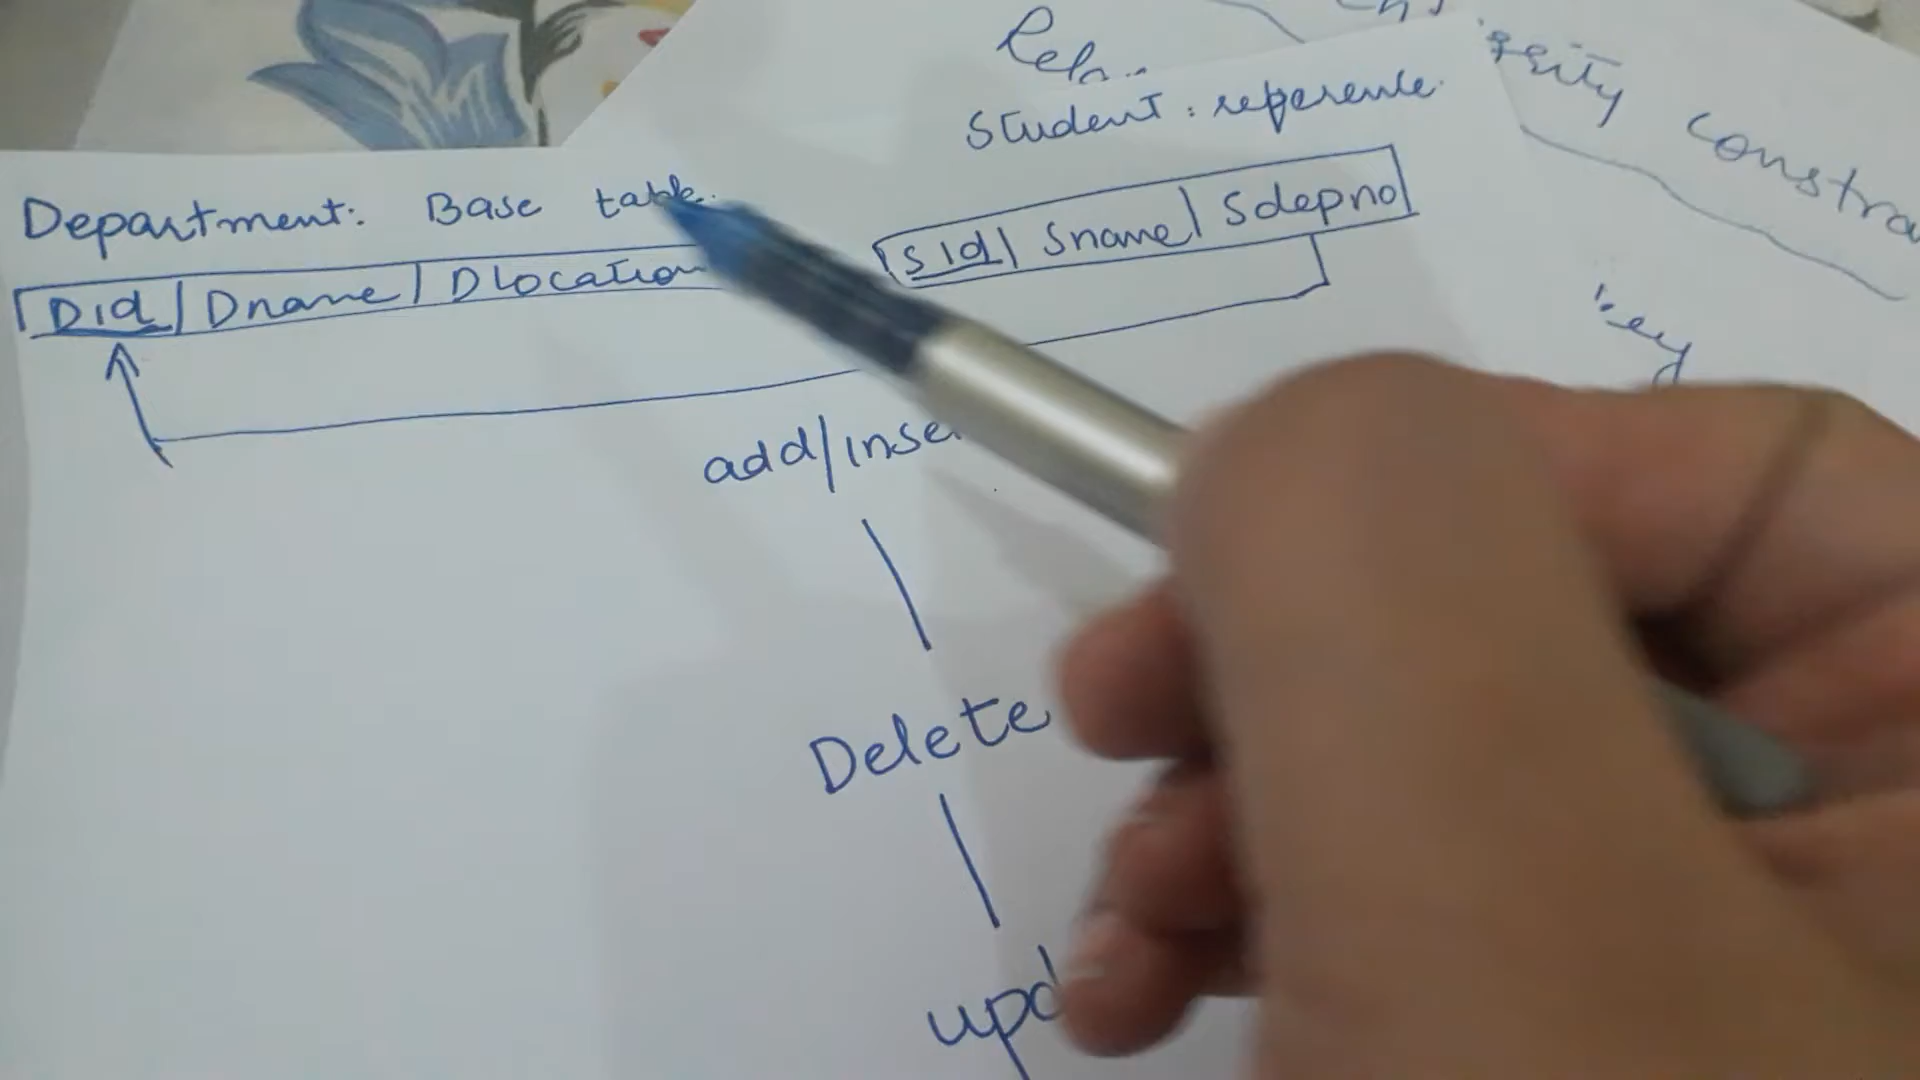 Student: reference
Department: Base table
Did | Dname | DLocation
Sid | Sname | Sdepno
add/inse
Delete
upd
constra